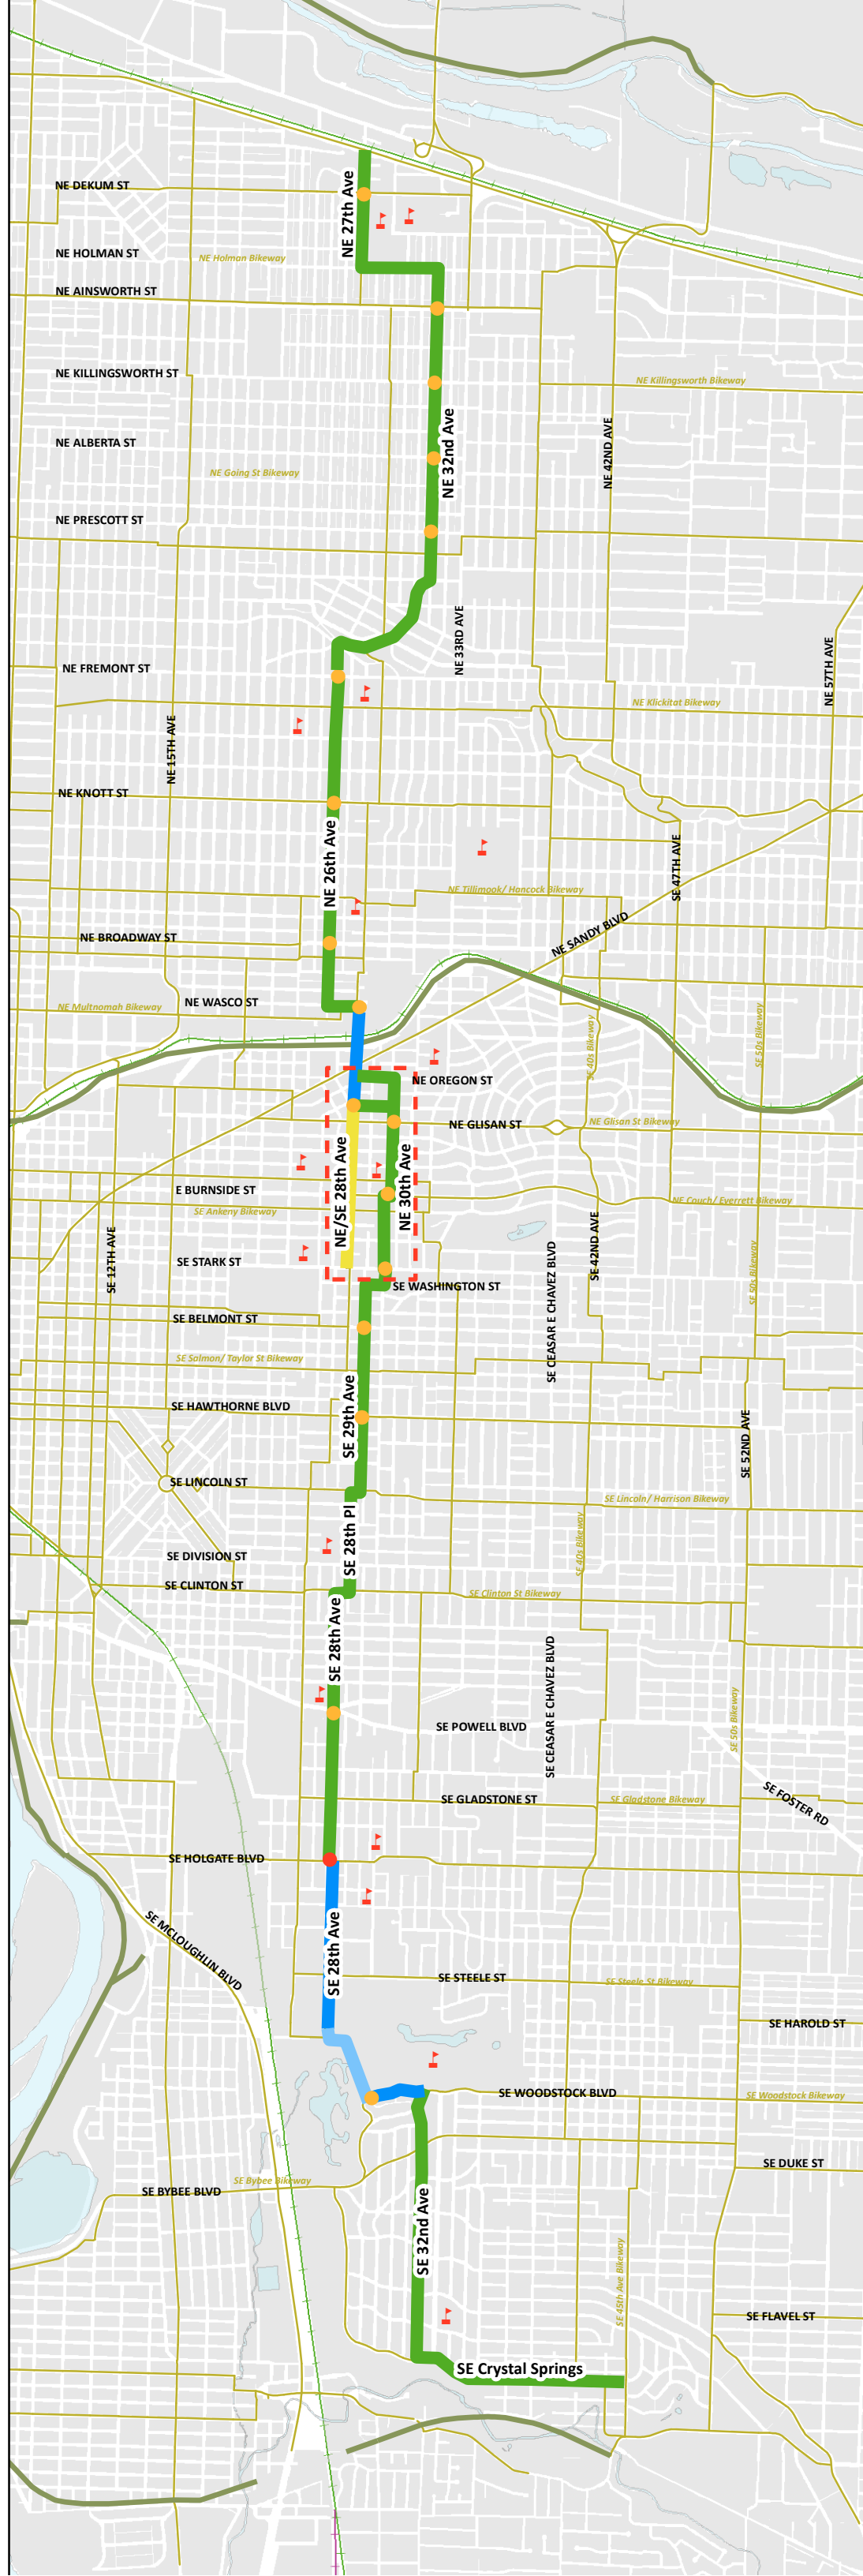 NE DEKUM ST
NE 27th Ave
NE HOLMAN ST
NE Holman Bikeway
NE AINSWORTH ST
NE KILLINGSWORTH ST
NE Killingsworth Bikeway
NE 32nd Ave
NE 42ND AVE
NE ALBERTA ST
NE Going St Bikeway
NE PRESCOTT ST
NE 33RD AVE
NE 57TH AVE
NE FREMONT ST
NE Klickitat Bikeway
NE 15TH AVE
NE KNOTT ST
NE 26th Ave
SE 47TH AVE
NE Tillimook/ Hancock Bikeway
NE BROADWAY ST
NE SANDY BLVD
NE WASCO ST
NE Multnomah Bikeway
SE 40s Bikeway
SE 50s Bikeway
NE OREGON ST
NE GLISAN ST
NE Glisan St Bikeway
NE/SE 28th Ave
NE 30th Ave
E BURNSIDE ST
NE Couch/ Everrett Bikeway
SE Ankeny Bikeway
SE 12TH AVE
SE 42ND AVE
SE STARK ST
SE 50s Bikeway
SE WASHINGTON ST
SE CEASAR E CHAVEZ BLVD
SE BELMONT ST
SE Salmon/ Taylor St Bikeway
SE HAWTHORNE BLVD
SE 29th Ave
SE 52ND AVE
SE LINCOLN ST
SE Lincoln/ Harrison Bikeway
SE 28th Pl
SE 40s Bikeway
SE DIVISION ST
SE CLINTON ST
SE Clinton St Bikeway
SE 28th Ave
SE CEASAR E CHAVEZ BLVD
SE 50s Bikeway
SE POWELL BLVD
SE GLADSTONE ST
SE Gladstone Bikeway
SE FOSTER RD
SE HOLGATE BLVD
SE MCLOUGHLIN BLVD
SE 28th Ave
SE STEELE ST
SE Steele St Bikeway
SE HAROLD ST
SE WOODSTOCK BLVD
SE Woodstock Bikeway
SE DUKE ST
SE Bybee Bikeway
SE BYBEE BLVD
SE 32nd Ave
SE 45th Ave Bikeway
SE FLAVEL ST
SE Crystal Springs